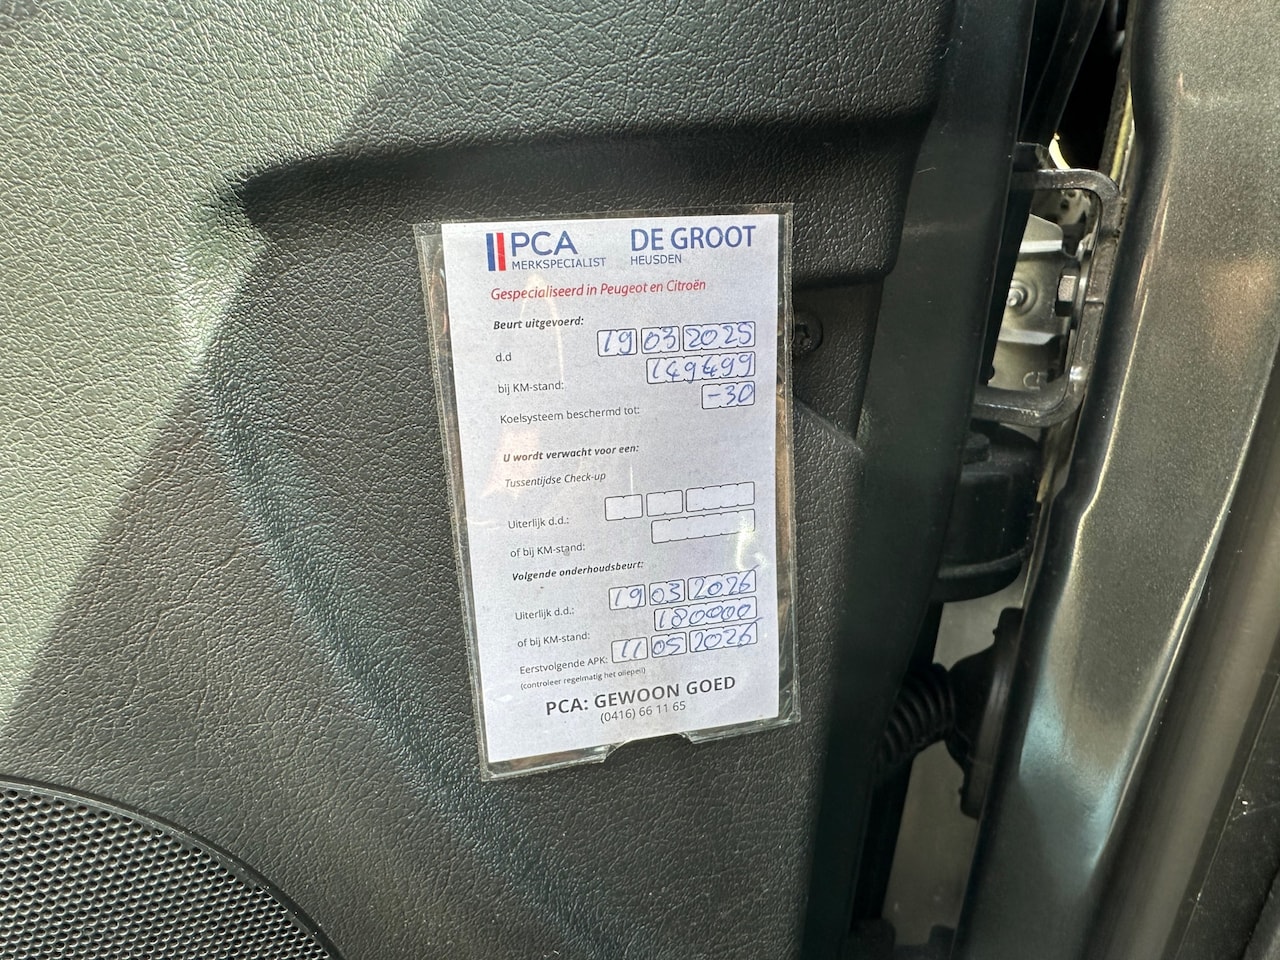 PCA DE GROOT
MERKSPECIALIST HEUSDEN
Gespecialiseerd in Peugeot en Citroën
Beurt uitgevoerd:
d.d 19 03 2025
bij KM-stand: 149499
Koelsysteem beschermd tot: -30
U wordt verwacht voor een:
Tussentijdse Check-up
Uiterlijk d.d.:
of bij KM-stand:
Volgende onderhoudsbeurt:
Uiterlijk d.d.: 19 03 2026
of bij KM-stand: 180000
Eerstvolgende APK: 11 05 2026
(controleer regelmatig het oliepeil)
PCA: GEWOON GOED
(0416) 66 11 65